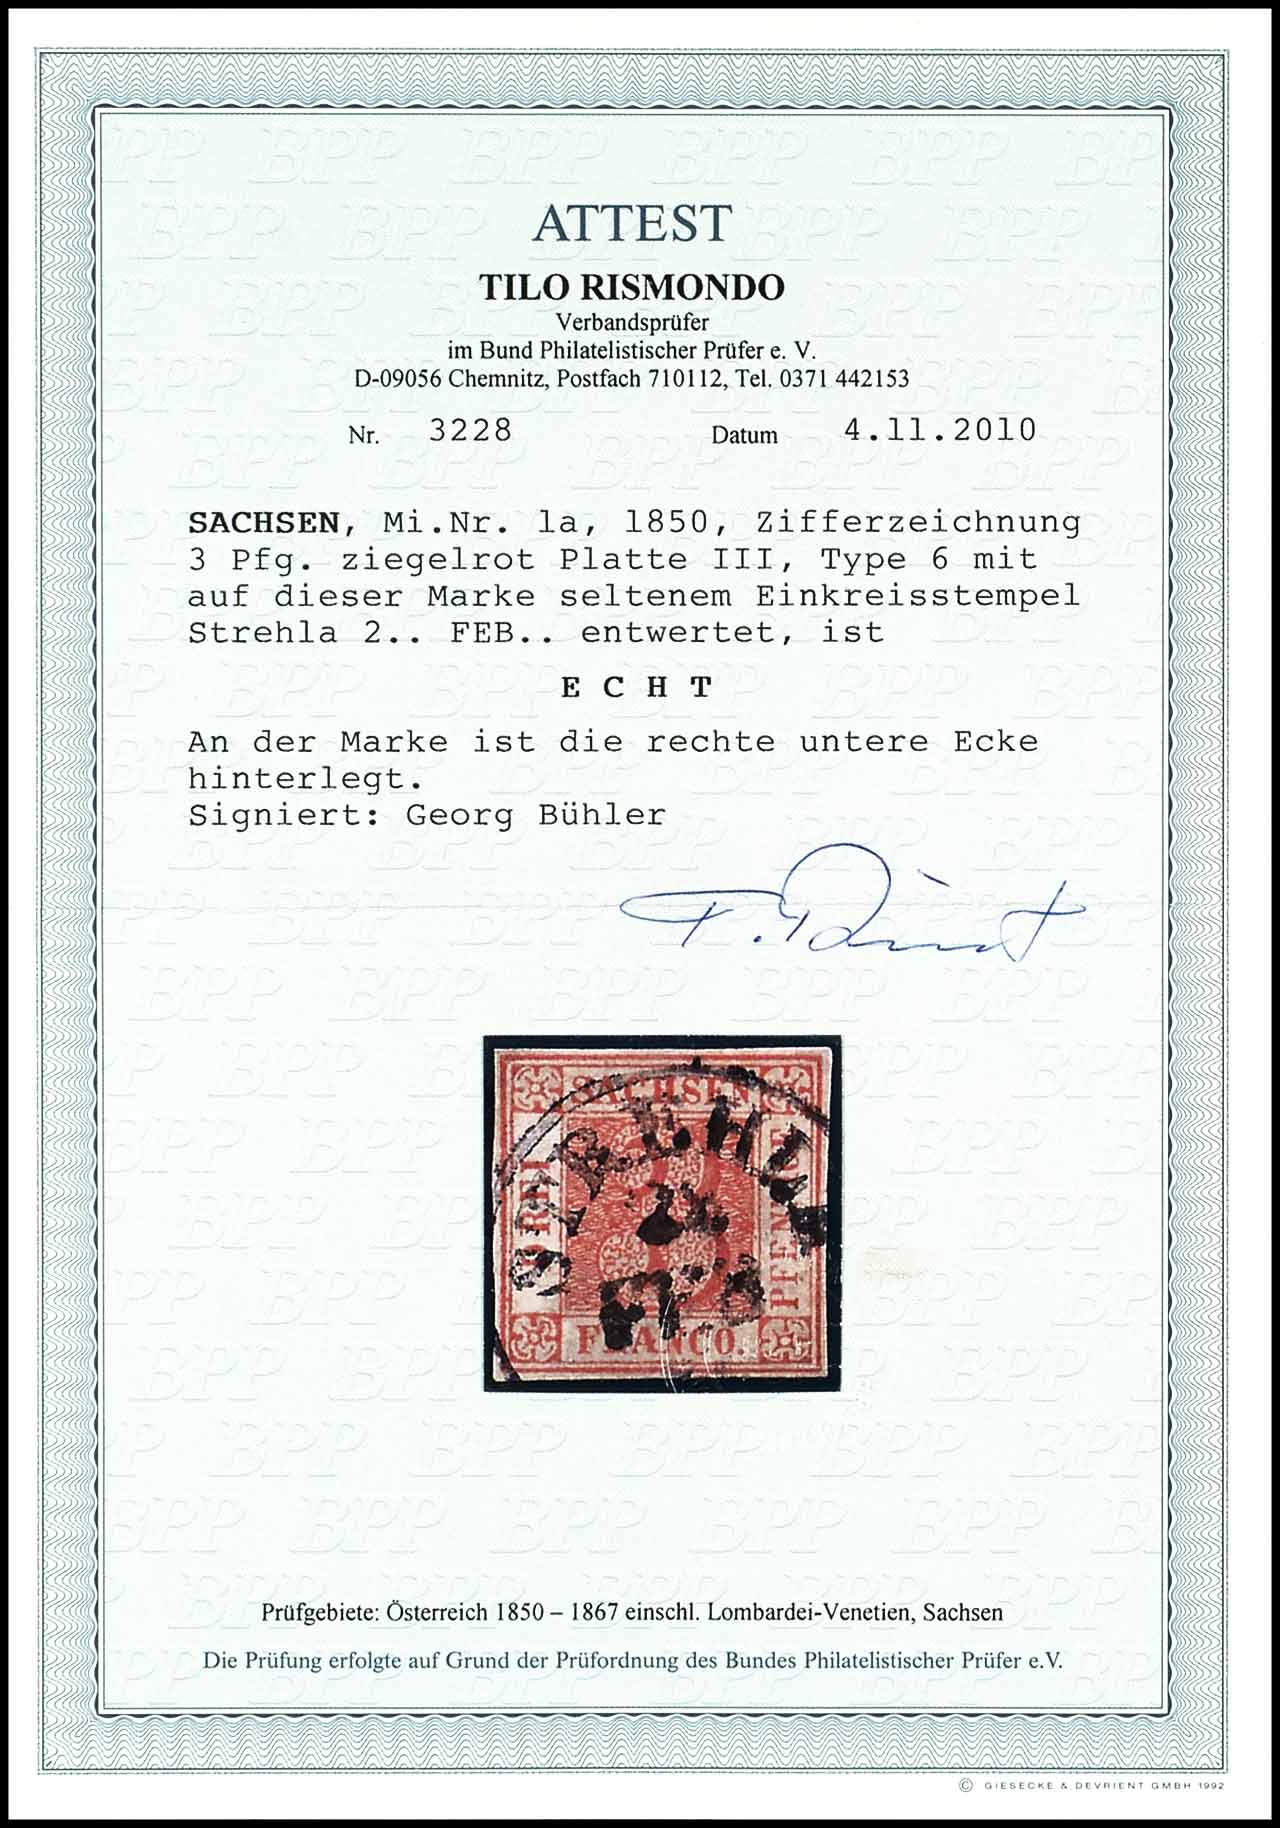 ATTEST
TILO RISMONDO
Verbandsprüfer
im Bund Philatelistischer Prüfer e. V.
D-09056 Chemnitz, Postfach 710112, Tel. 0371 442153
Nr. 3228 Datum 4.11.2010
SACHSEN, Mi.Nr. 1a, 1850, Zifferzeichnung
3 Pfg. ziegelrot Platte III, Type 6 mit
auf dieser Marke seltenem Einkreisstempel
Strehla 2.. FEB.. entwertet, ist
E C H T
An der Marke ist die rechte untere Ecke
hinterlegt.
Signiert: Georg Bühler
SACHSEN
DREI
PFENNIGE
FRANCO.
STREHLA
FEB
Prüfgebiete: Österreich 1850 – 1867 einschl. Lombardei-Venetien, Sachsen
Die Prüfung erfolgte auf Grund der Prüfordnung des Bundes Philatelistischer Prüfer e.V.
© GIESECKE & DEVRIENT GMBH 1992